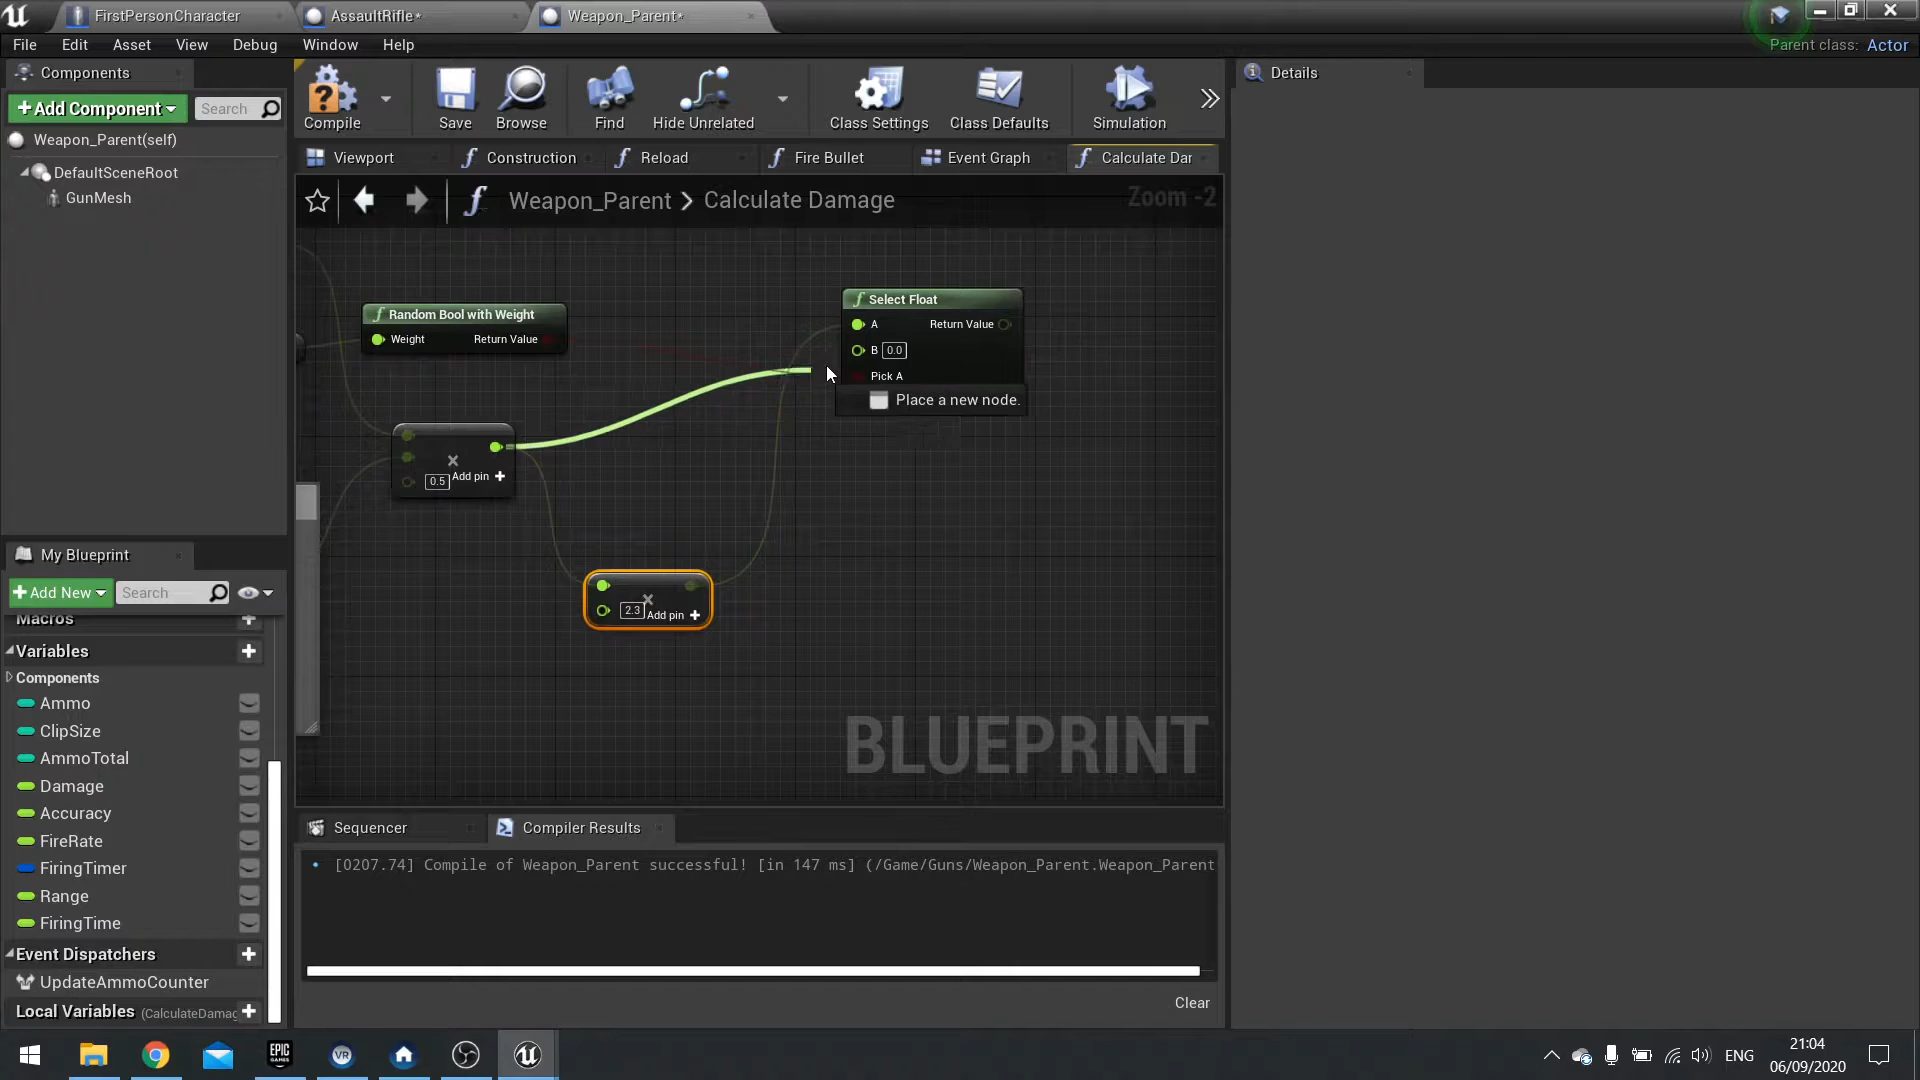 FirstPersonCharacter
AssaultRifle*
Weapon_Parent*
File Edit Asset View Debug Window Help
Parent class: Actor
Components
Details
+Add Component
Search
Compile
Save
Browse
Find
Hide Unrelated
Class Settings
Class Defaults
Simulation
Weapon_Parent(self)
DefaultSceneRoot
GunMesh
Viewport
Construction
Reload
Fire Bullet
Event Graph
Calculate Dar
Weapon_Parent > Calculate Damage
Zoom -2
Random Bool with Weight
Weight
Return Value
Select Float
A
Return Value
B 0.0
Pick A
Place a new node.
0.5
Add pin +
2.3
Add pin +
BLUEPRINT
My Blueprint
+Add New
Search
Macros
Variables
Components
Ammo
ClipSize
AmmoTotal
Damage
Accuracy
FireRate
FiringTimer
Range
FiringTime
Event Dispatchers
UpdateAmmoCounter
Local Variables (CalculateDamag
Sequencer
Compiler Results
[0207.74] Compile of Weapon_Parent successful! [in 147 ms] (/Game/Guns/Weapon_Parent.Weapon_Parent
Clear
EPIC
GAMES
VR
ENG
21:04
06/09/2020